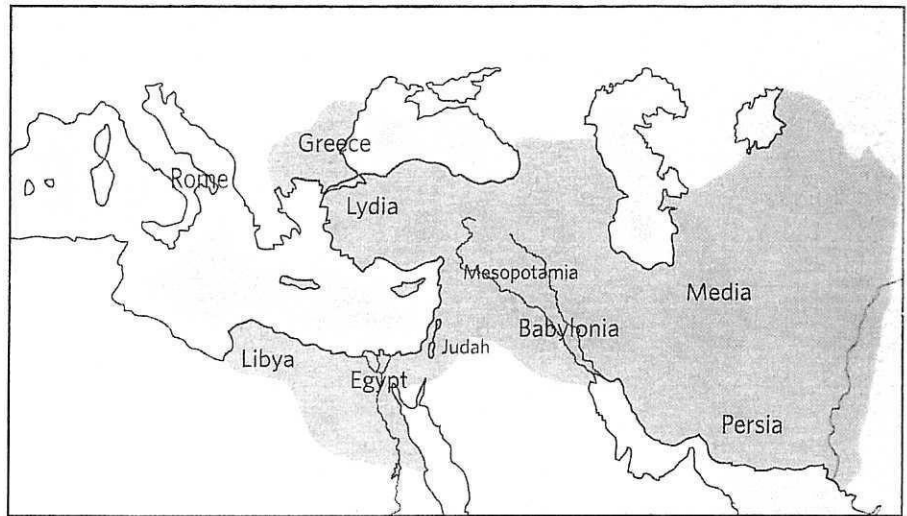 Greece
Rome
Lydia
Mesopotamia
Media
Babylonia
Judah
Libya
Egypt
Persia